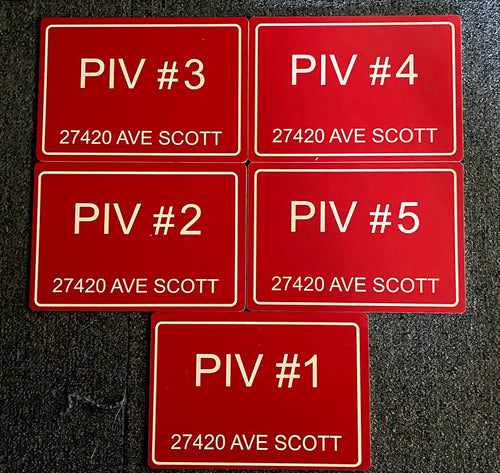 PIV #3
27420 AVE SCOTT
PIV #4
27420 AVE SCOTT
PIV #2
27420 AVE SCOTT
PIV #5
27420 AVE SCOTT
PIV #1
27420 AVE SCOTT